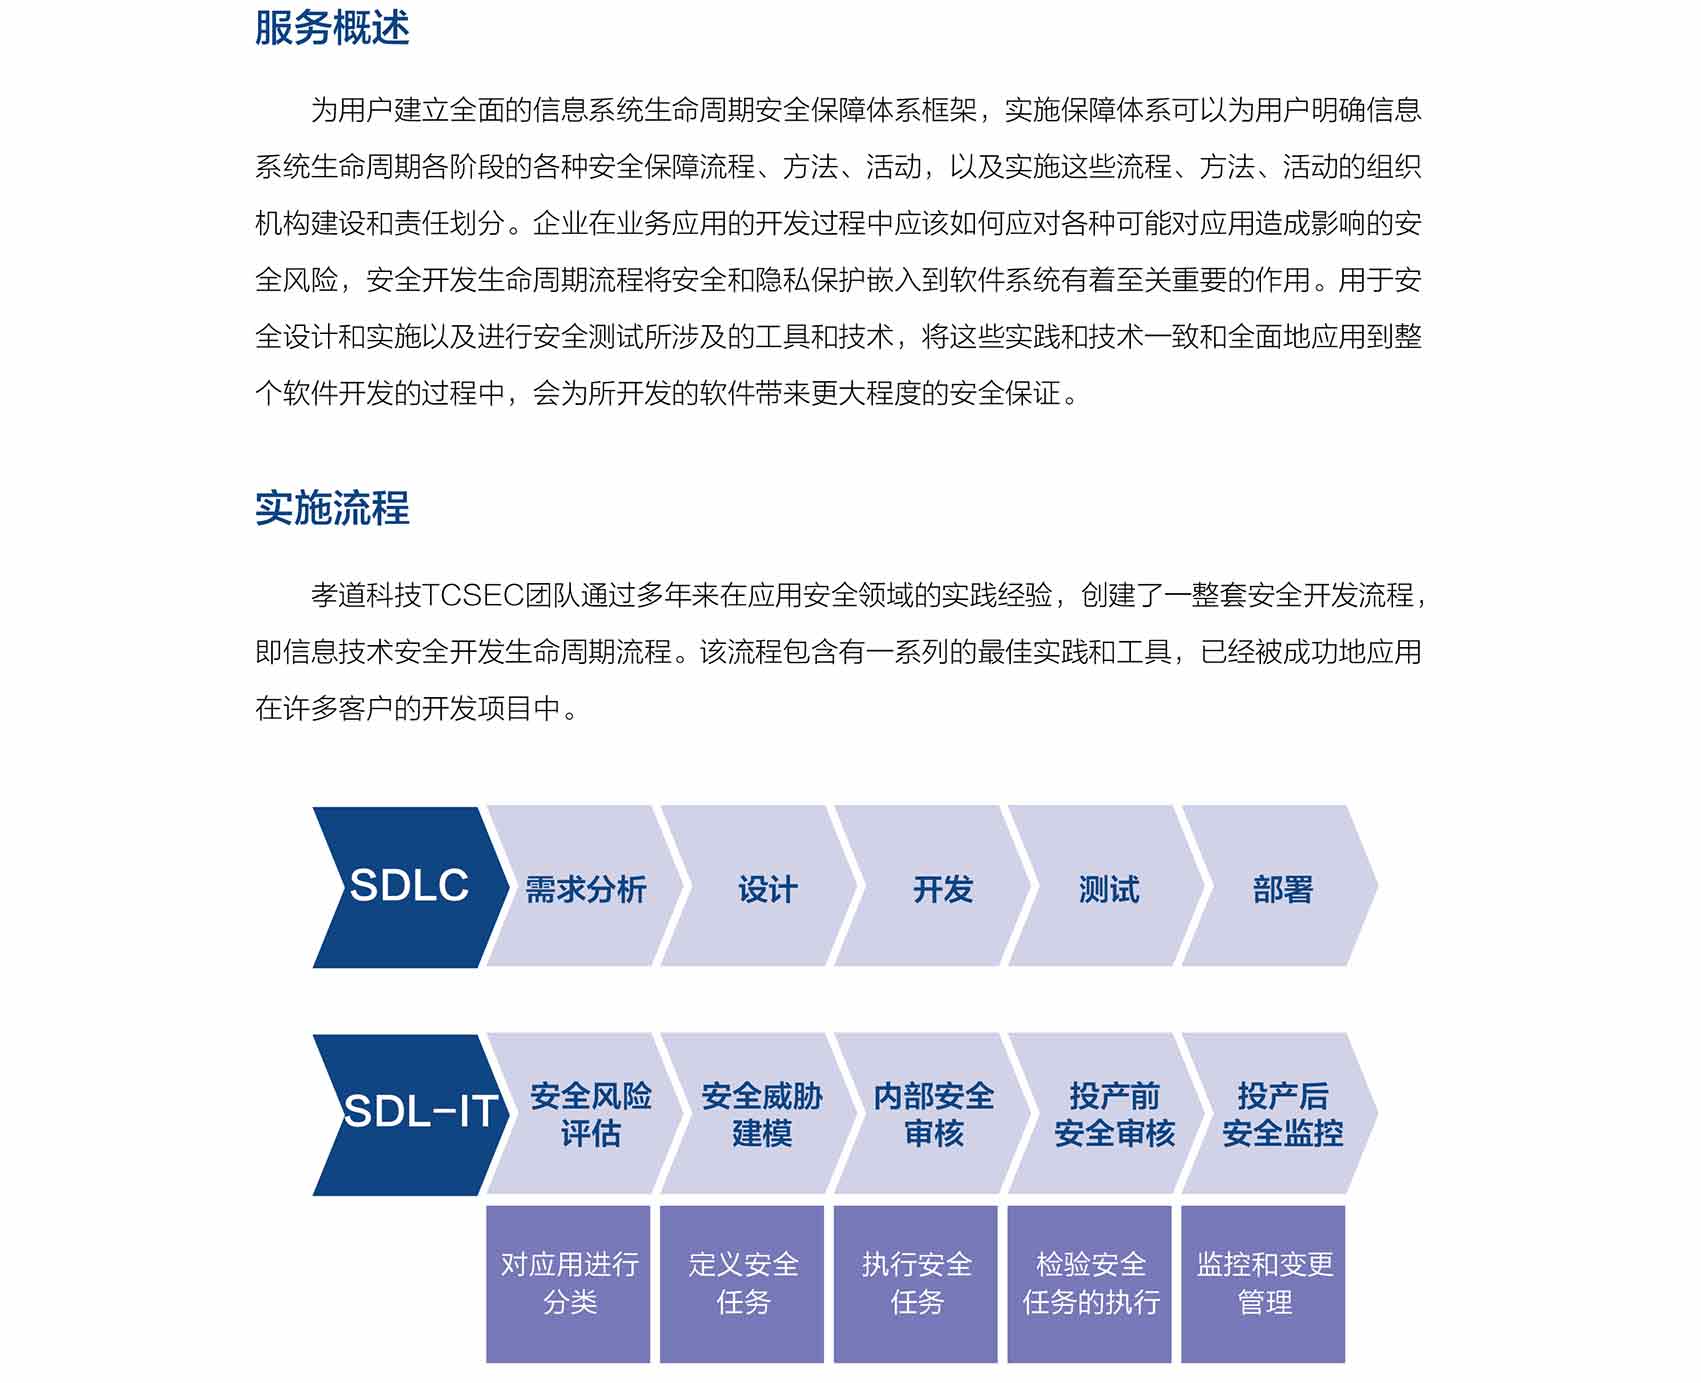 服务概述
为用户建立全面的信息系统生命周期安全保障体系框架，实施保障体系可以为用户明确信息
系统生命周期各阶段的各种安全保障流程、方法、活动，以及实施这些流程、方法、活动的组织
机构建设和责任划分。企业在业务应用的开发过程中应该如何应对各种可能对应用造成影响的安
全风险，安全开发生命周期流程将安全和隐私保护嵌入到软件系统有着至关重要的作用。用于安
全设计和实施以及进行安全测试所涉及的工具和技术，将这些实践和技术一致和全面地应用到整
个软件开发的过程中，会为所开发的软件带来更大程度的安全保证。
实施流程
孝道科技TCSEC团队通过多年来在应用安全领域的实践经验，创建了一整套安全开发流程，
即信息技术安全开发生命周期流程。该流程包含有一系列的最佳实践和工具，已经被成功地应用
在许多客户的开发项目中。
SDLC
需求分析
设计
开发
测试
部署
SDL-IT
安全风险
评估
安全威胁
建模
内部安全
审核
投产前
安全审核
投产后
安全监控
对应用进行
分类
定义安全
任务
执行安全
任务
检验安全
任务的执行
监控和变更
管理